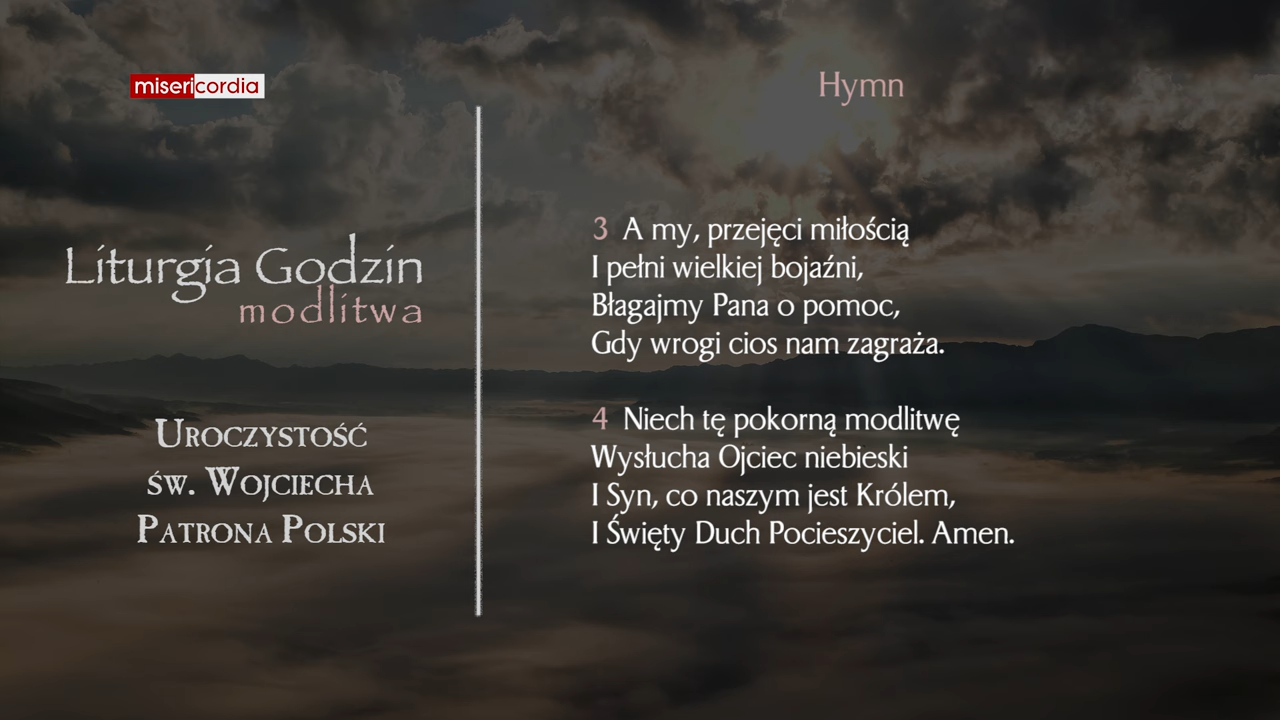 misericordia
Liturgia Godzin
modlitwa
Uroczystość
św. Wojciecha
Patrona Polski
Hymn
3 A my, przejęci miłością
I pełni wielkiej bojaźni,
Błagajmy Pana o pomoc,
Gdy wrogi cios nam zagraża.
4 Niech tę pokorną modlitwę
Wysłucha Ojciec niebieski
I Syn, co naszym jest Królem,
I Święty Duch Pocieszyciel. Amen.